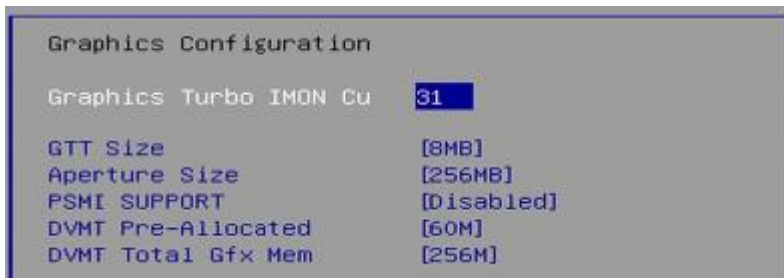 Graphics Configuration
Graphics Turbo IMON Cu 31
GTT Size [8MB]
Aperture Size [256MB]
PSMI SUPPORT [Disabled]
DVMT Pre-Allocated [60M]
DVMT Total Gfx Mem [256M]